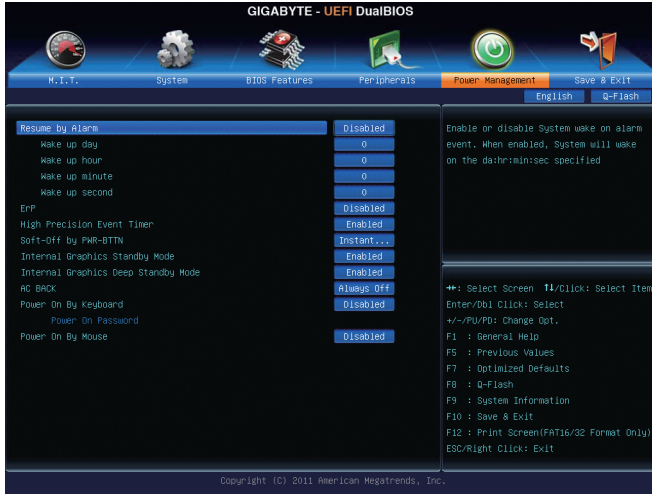 GIGABYTE - UEFI DualBIOS
M.I.T.
System
BIOS Features
Peripherals
Power Management
Save & Exit
English
Q-Flash
Resume by Alarm Disabled
Wake up day 0
Wake up hour 0
Wake up minute 0
Wake up second 0
ErP Disabled
High Precision Event Timer Enabled
Soft-Off by PWR-BTTN Instant...
Internal Graphics Standby Mode Enabled
Internal Graphics Deep Standby Mode Enabled
AC BACK Always Off
Power On By Keyboard Disabled
Power On Password
Power On By Mouse Disabled
Enable or disable System wake on alarm
event. When enabled, System will wake
on the da:hr:min:sec specified
→←: Select Screen ↑↓/Click: Select Item
Enter/Dbl Click: Select
+/-/PU/PD: Change Opt.
F1 : General Help
F5 : Previous Values
F7 : Optimized Defaults
F8 : Q-Flash
F9 : System Information
F10 : Save & Exit
F12 : Print Screen(FAT16/32 Format Only)
ESC/Right Click: Exit
Copyright (C) 2011 American Megatrends, Inc.